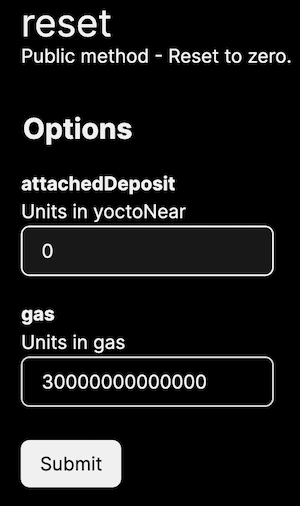 reset
Public method - Reset to zero.
Options
attachedDeposit
Units in yoctoNear
0
gas
Units in gas
30000000000000
Submit